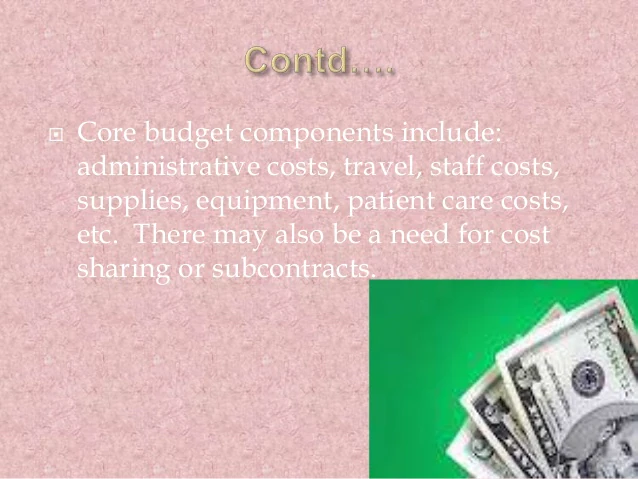 Contd....
Core budget components include:
administrative costs, travel, staff costs,
supplies, equipment, patient care costs,
etc.  There may also be a need for cost
sharing or subcontracts.